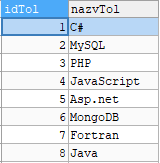 idTol nazvTol
1 C#
2 MySQL
3 PHP
4 JavaScript
5 Asp.net
6 MongoDB
7 Fortran
8 Java